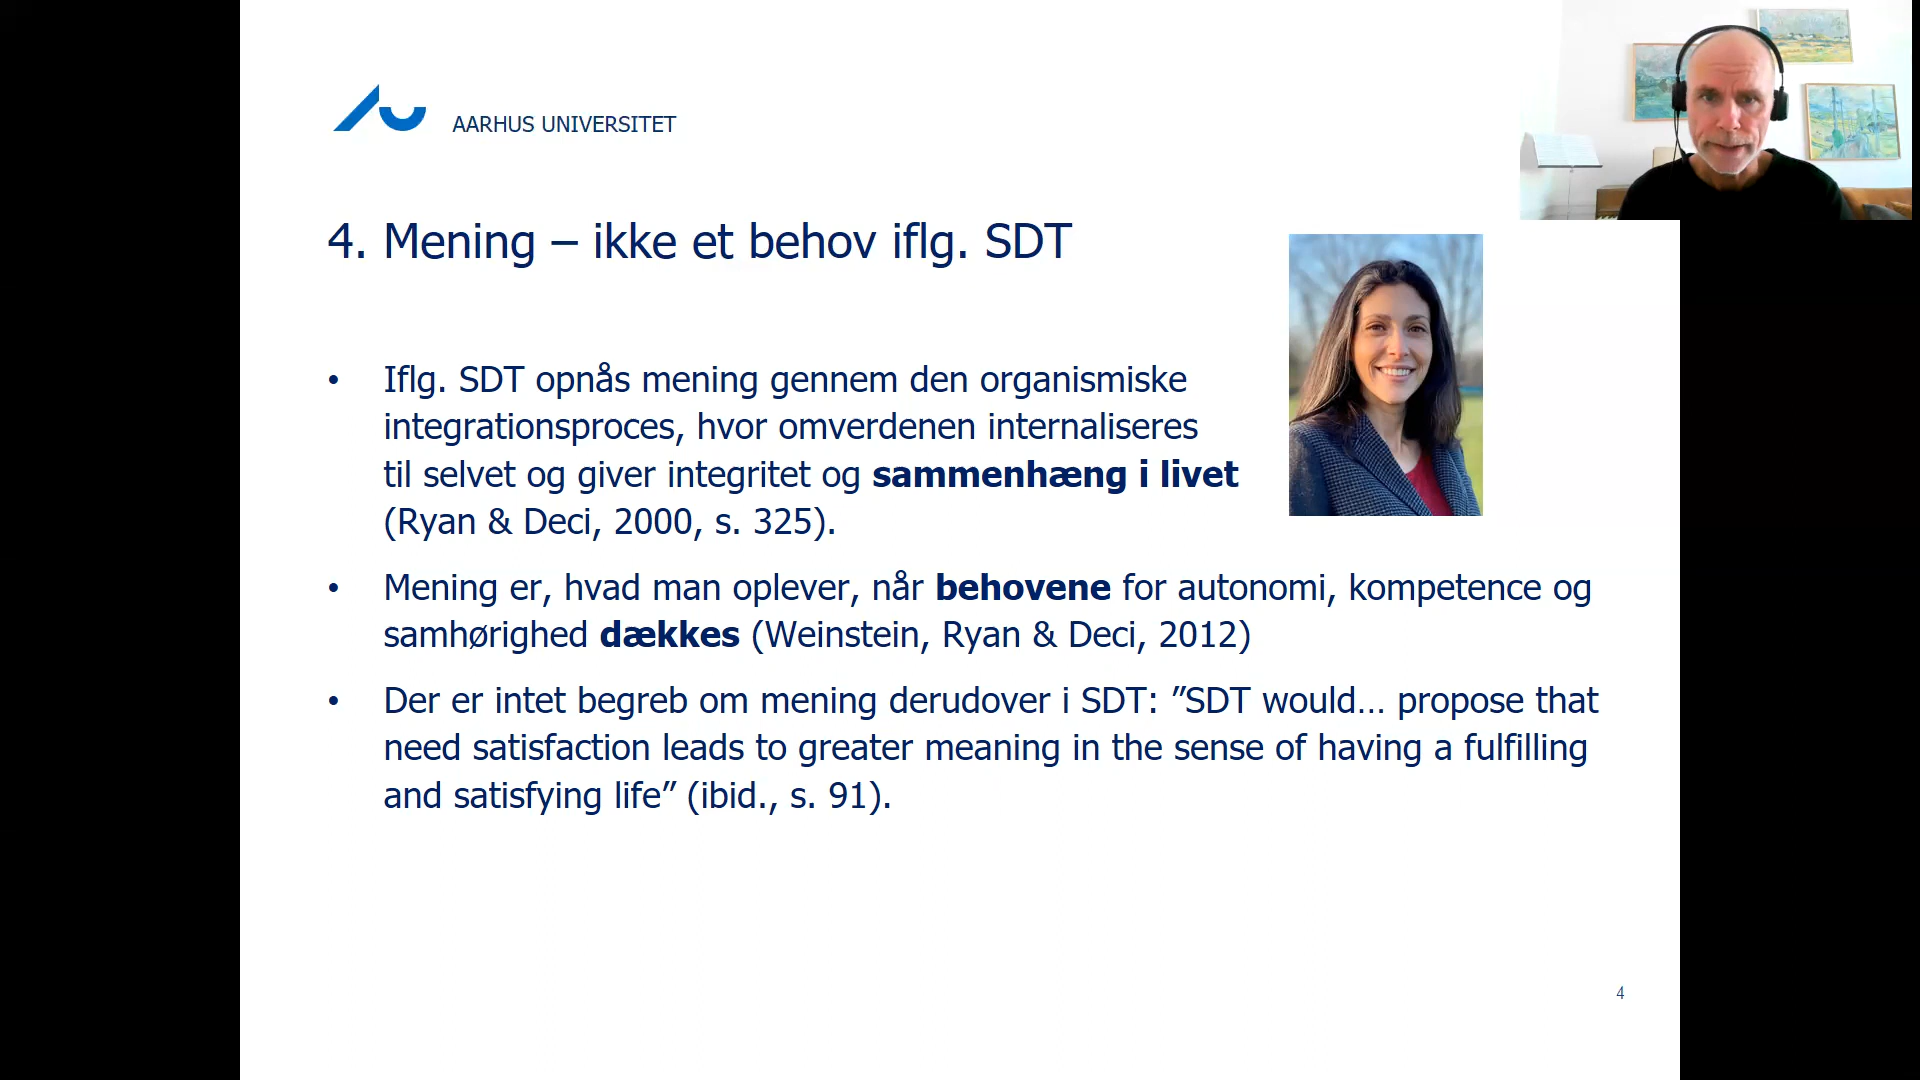 AARHUS UNIVERSITET
4. Mening – ikke et behov iflg. SDT
• Iflg. SDT opnås mening gennem den organismiske
integrationsproces, hvor omverdenen internaliseres
til selvet og giver integritet og sammenhæng i livet
(Ryan & Deci, 2000, s. 325).
• Mening er, hvad man oplever, når behovene for autonomi, kompetence og
samhørighed dækkes (Weinstein, Ryan & Deci, 2012)
• Der er intet begreb om mening derudover i SDT: ”SDT would… propose that
need satisfaction leads to greater meaning in the sense of having a fulfilling
and satisfying life” (ibid., s. 91).
4